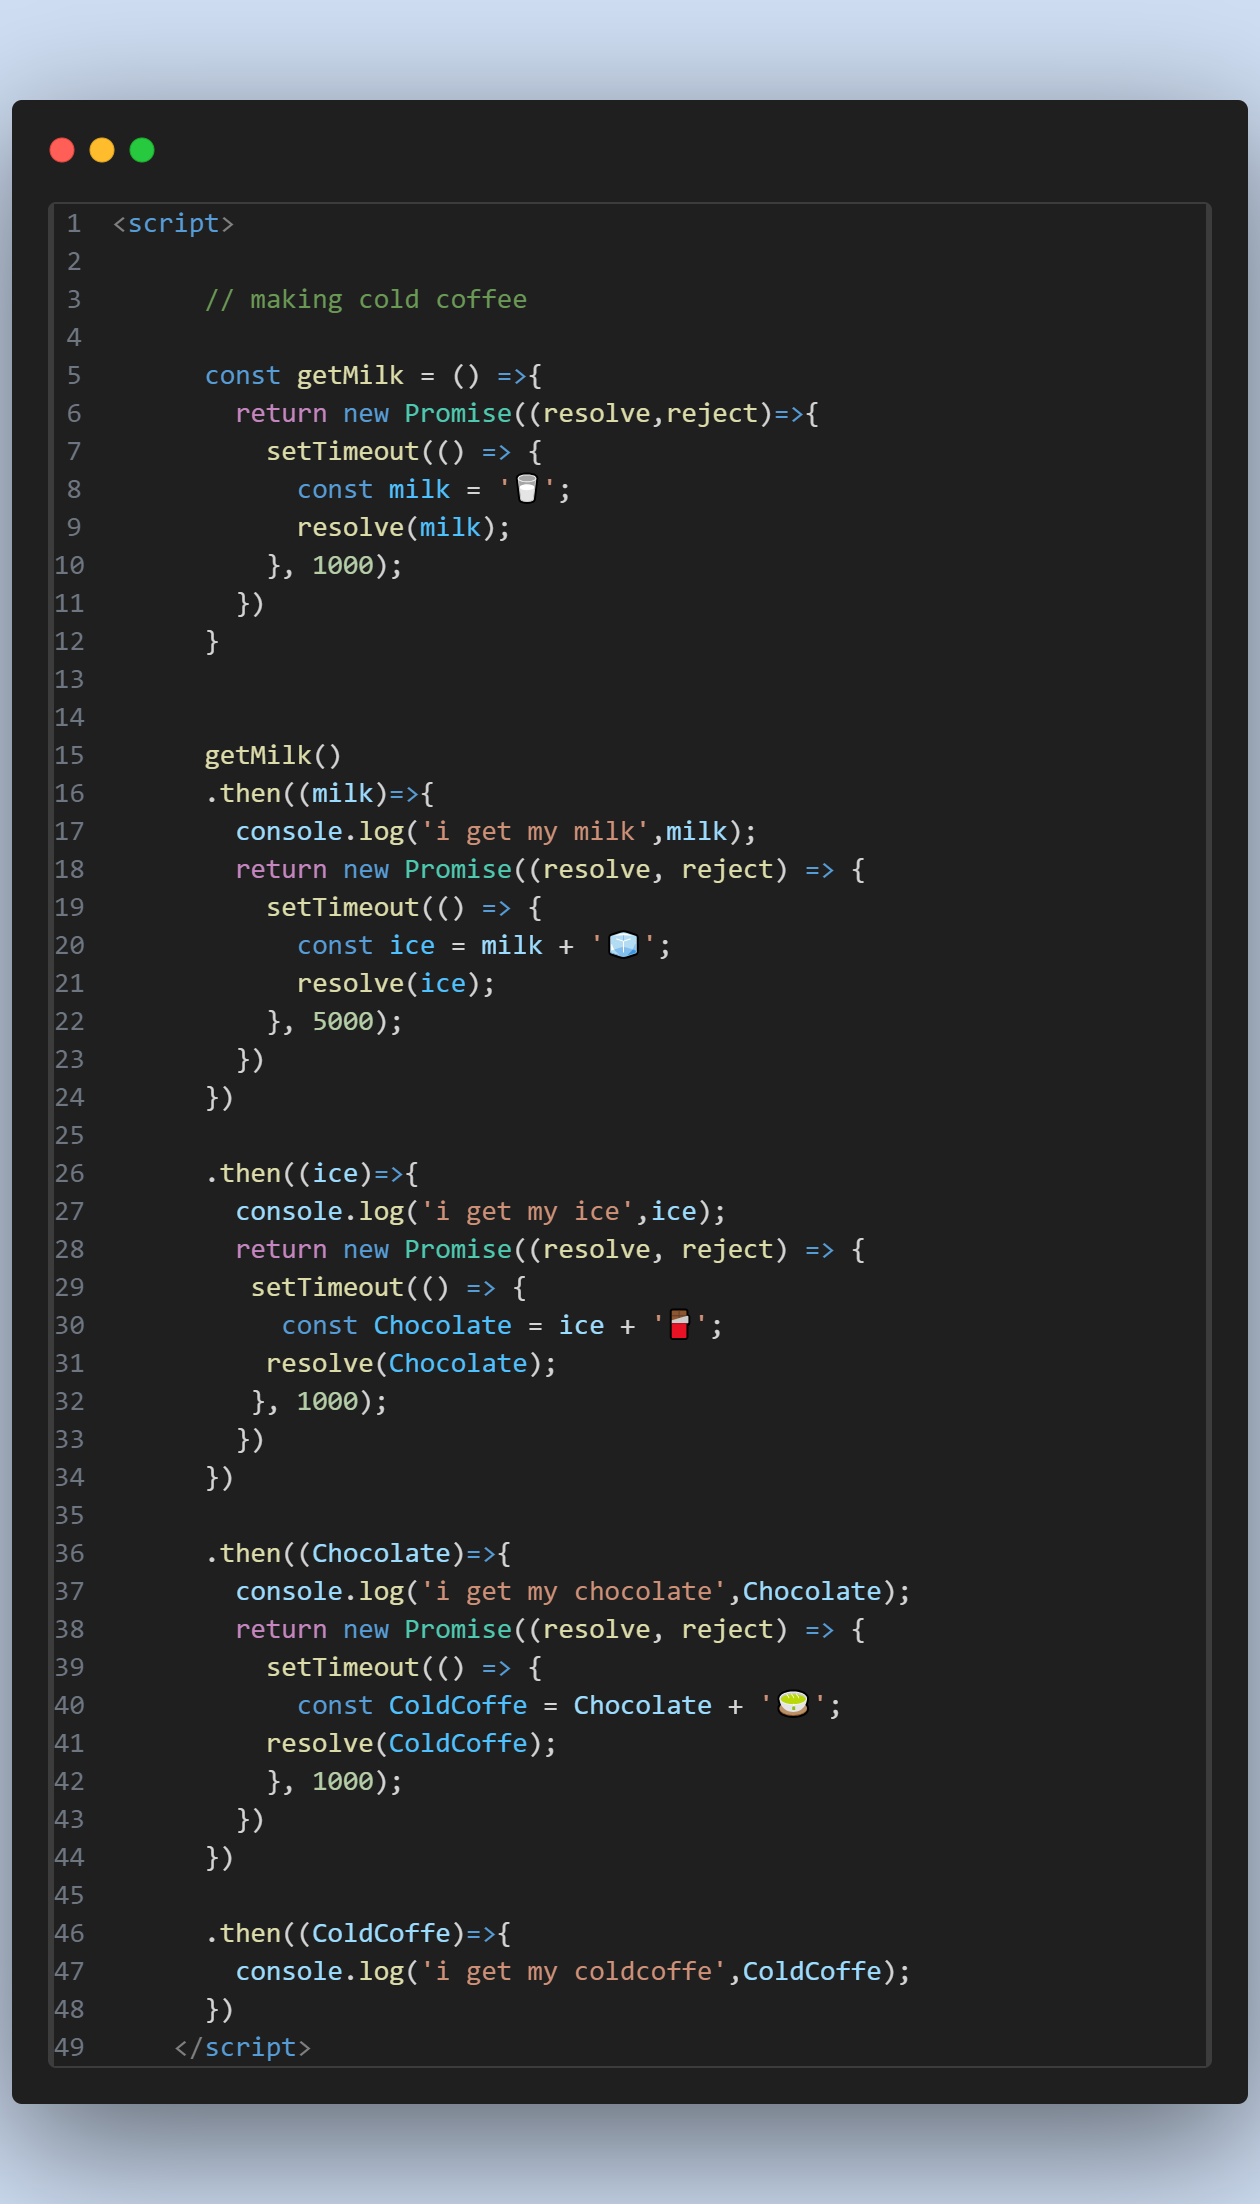 1 <script>
2
3 // making cold coffee
4
5 const getMilk = () =>{
6 return new Promise((resolve,reject)=>{
7 setTimeout(() => {
8 const milk = '🥛';
9 resolve(milk);
10 }, 1000);
11 })
12 }
13
14
15 getMilk()
16 .then((milk)=>{
17 console.log('i get my milk',milk);
18 return new Promise((resolve, reject) => {
19 setTimeout(() => {
20 const ice = milk + '🧊';
21 resolve(ice);
22 }, 5000);
23 })
24 })
25
26 .then((ice)=>{
27 console.log('i get my ice',ice);
28 return new Promise((resolve, reject) => {
29 setTimeout(() => {
30 const Chocolate = ice + '🍫';
31 resolve(Chocolate);
32 }, 1000);
33 })
34 })
35
36 .then((Chocolate)=>{
37 console.log('i get my chocolate',Chocolate);
38 return new Promise((resolve, reject) => {
39 setTimeout(() => {
40 const ColdCoffe = Chocolate + '🍵';
41 resolve(ColdCoffe);
42 }, 1000);
43 })
44 })
45
46 .then((ColdCoffe)=>{
47 console.log('i get my coldcoffe',ColdCoffe);
48 })
49 </script>